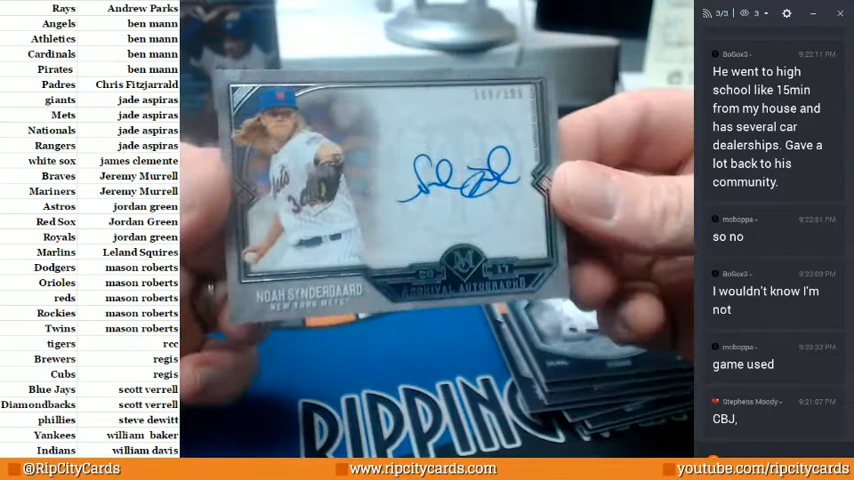 Rays Andrew Parks
Angels ben mann
Athletics ben mann
Cardinals ben mann
Pirates ben mann
Padres Chris Fitzjarrald
giants jade aspiras
Mets jade aspiras
Nationals jade aspiras
Rangers jade aspiras
white sox james clemente
Braves Jeremy Murrell
Mariners Jeremy Murrell
Astros jordan green
Red Sox Jordan Green
Royals jordan green
Marlins Leland Squires
Dodgers mason roberts
Orioles mason roberts
reds mason roberts
Rockies mason roberts
Twins mason roberts
tigers rcc
Brewers regis
Cubs regis
Blue Jays scott verrell
Diamondbacks scott verrell
phillies steve dewitt
Yankees william baker
Indians william davis
Mets
34
M
20 17
ARCHIVAL AUTOGRAPHS
NOAH SYNDERGAARD
NEW YORK METS
RIPPING
3/3 3
BoSox3 9:22:11 PM
He went to high
school like 15min
from my house and
has several car
dealerships. Gave a
lot back to his
community.
mcboppa 9:22:51 PM
so no
BoSox3 9:23:09 PM
I wouldn't know I'm
not
mcboppa 9:23:32 PM
game used
Stephens Moody 9:21:07 PM
CBJ,
@RipCityCards www.ripcitycards.com youtube.com/ripcitycards